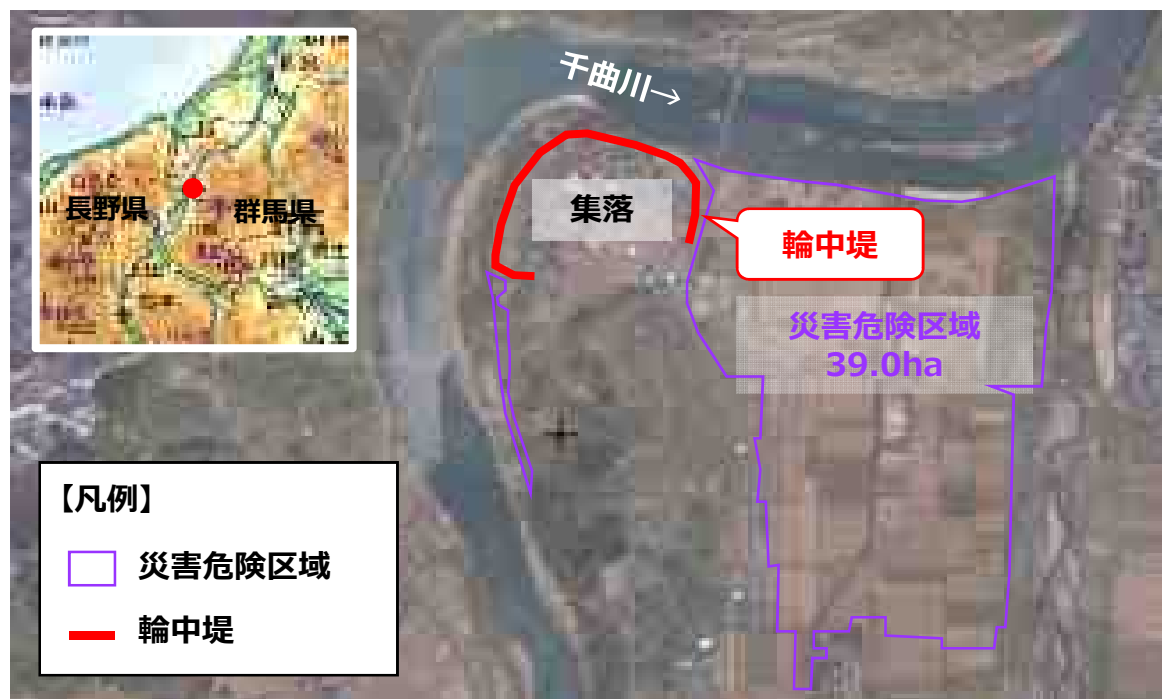 長野県
群馬県
千曲川→
集落
輪中堤
災害危険区域
39.0ha
【凡例】
災害危険区域
輪中堤